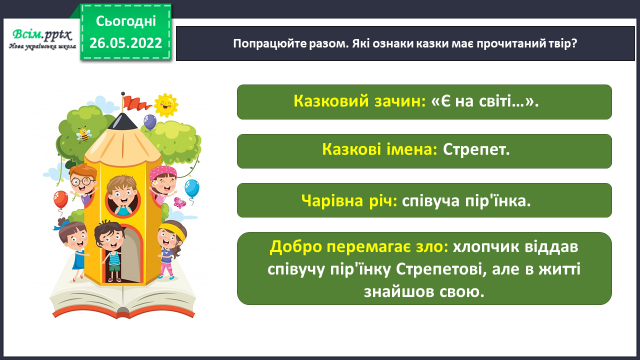 Всім.pptx
Нова українська школа
Сьогодні
26.05.2022
Попрацюйте разом. Які ознаки казки має прочитаний твір?
Казковий зачин: «Є на світі…».
Казкові імена: Стрепет.
Чарівна річ: співуча пір'їнка.
Добро перемагає зло: хлопчик віддав
співучу пір'їнку Стрепетові, але в житті
знайшов свою.